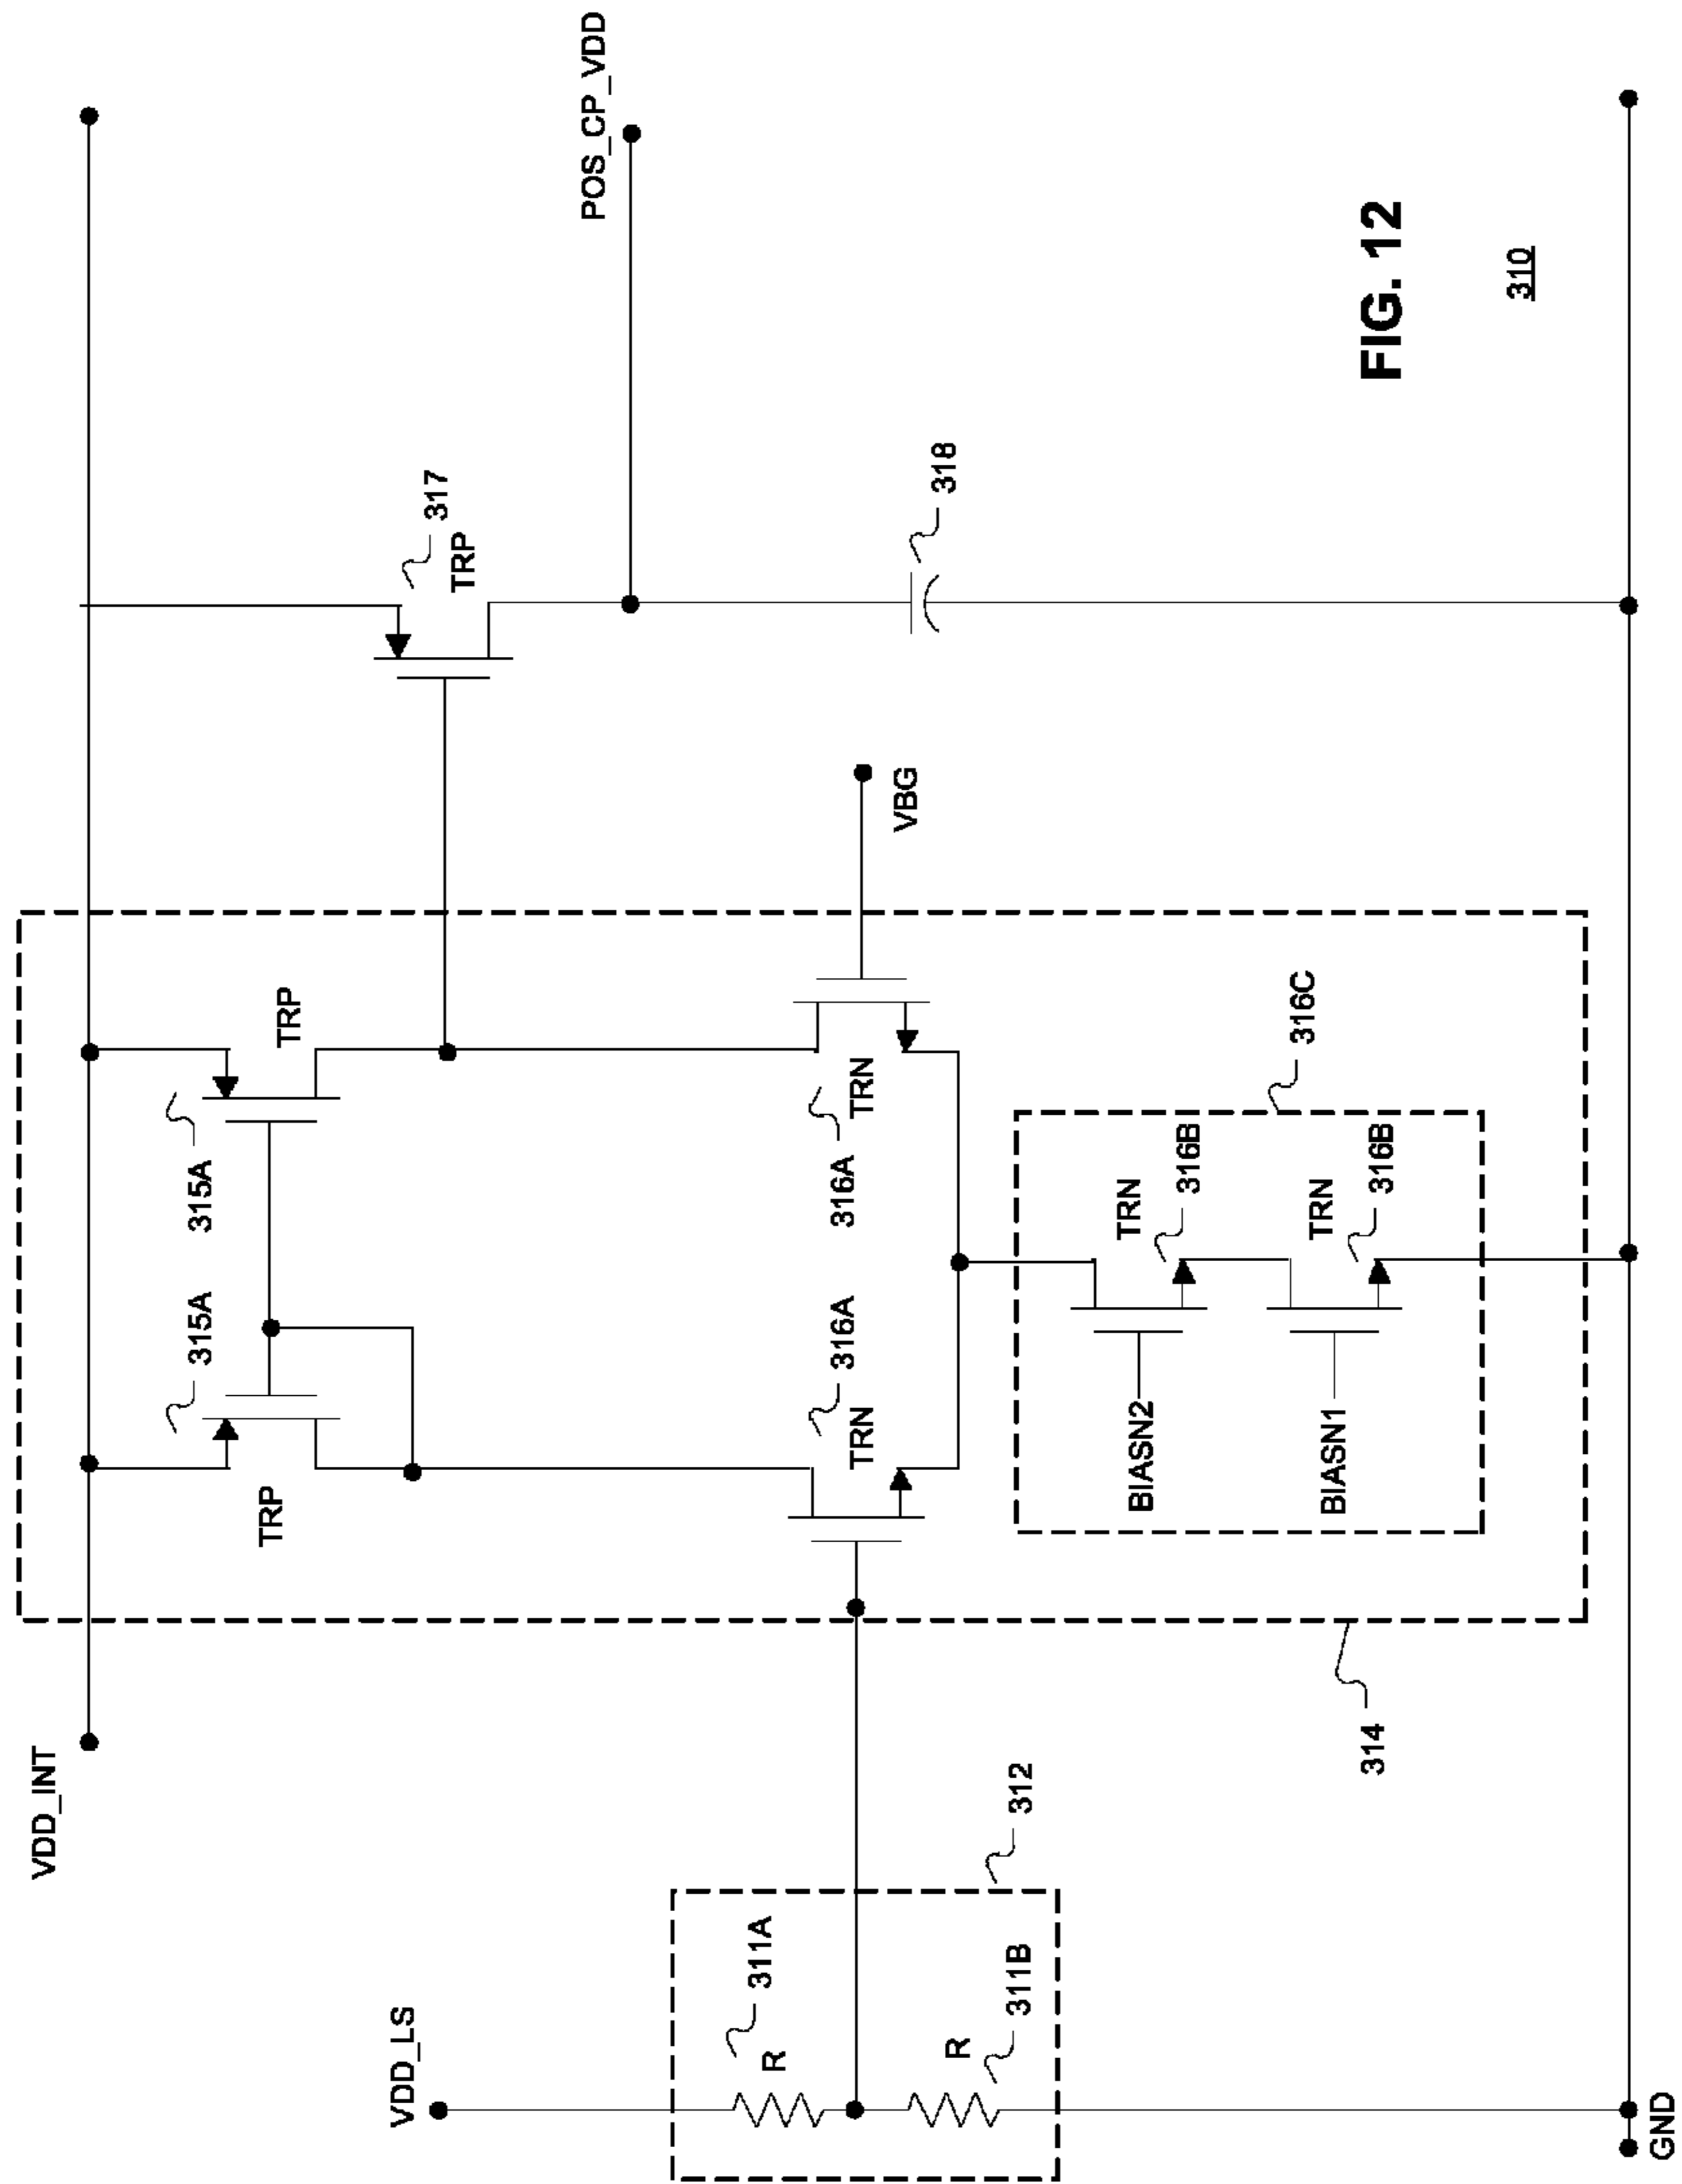 VDD_INT
315A
315A
TRP
TRP
317
TRP
POS_CP_VDD
VDD_LS
311A
R
R
311B
312
316A
TRN
316A
TRN
VBG
318
BIASN2
TRN
316B
BIASN1
TRN
316B
316C
314
GND
FIG. 12
310